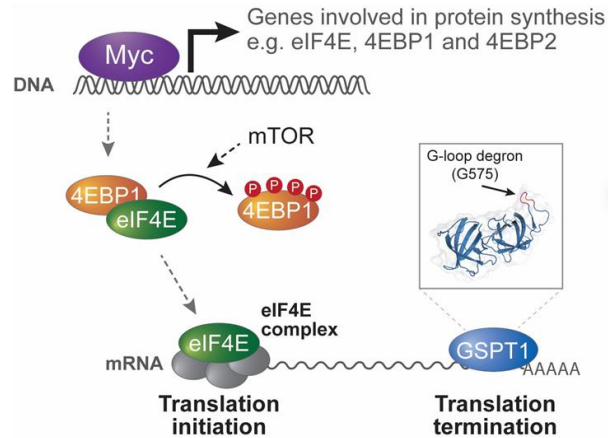 Genes involved in protein synthesis
e.g. eIF4E, 4EBP1 and 4EBP2
Myc
DNA
mTOR
4EBP1
eIF4E
P P P P
4EBP1
G-loop degron
(G575)
eIF4E
complex
mRNA
eIF4E
GSPT1
AAAAA
Translation
initiation
Translation
termination